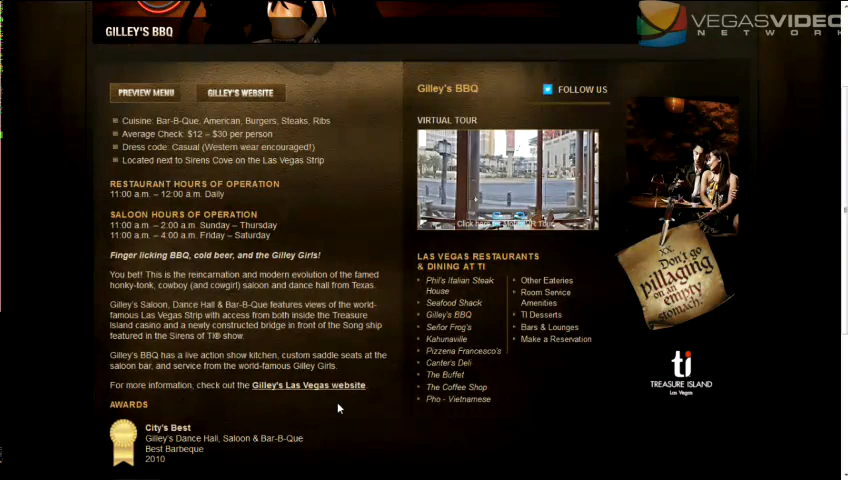 GILLEY'S BBQ
VEGASVIDEO
NETWORK
PREVIEW MENU
GILLEY'S WEBSITE
Cuisine: Bar-B-Que, American, Burgers, Steaks, Ribs
Average Check: $12 – $30 per person
Dress code: Casual (Western wear encouraged!)
Located next to Sirens Cove on the Las Vegas Strip
RESTAURANT HOURS OF OPERATION
11:00 a.m. – 12:00 a.m. Daily
SALOON HOURS OF OPERATION
11:00 a.m. – 2:00 a.m. Sunday – Thursday
11:00 a.m. – 4:00 a.m. Friday – Saturday
Finger licking BBQ, cold beer, and the Gilley Girls!
You bet! This is the reincarnation and modern evolution of the famed
honky-tonk, cowboy (and cowgirl) saloon and dance hall from Texas.
Gilley's Saloon, Dance Hall & Bar-B-Que features views of the world-
famous Las Vegas Strip with access from both inside the Treasure
Island casino and a newly constructed bridge in front of the Song ship
featured in the Sirens of TI® show.
Gilley's BBQ has a live action show kitchen, custom saddle seats at the
saloon bar, and service from the world-famous Gilley Girls.
For more information, check out the Gilley's Las Vegas website.
AWARDS
City's Best
Gilley's Dance Hall, Saloon & Bar-B-Que
Best Barbeque
2010
Gilley's BBQ
FOLLOW US
VIRTUAL TOUR
LAS VEGAS RESTAURANTS
& DINING AT TI
Phil's Italian Steak
House
Seafood Shack
Gilley's BBQ
Señor Frog's
Kahunaville
Pizzeria Francesco's
Canter's Deli
The Buffet
The Coffee Shop
Pho - Vietnamese
Other Eateries
Room Service
Amenities
TI Desserts
Bars & Lounges
Make a Reservation
Don't go
pillaging
on an
empty
stomach!
ti
TREASURE ISLAND
Las Vegas